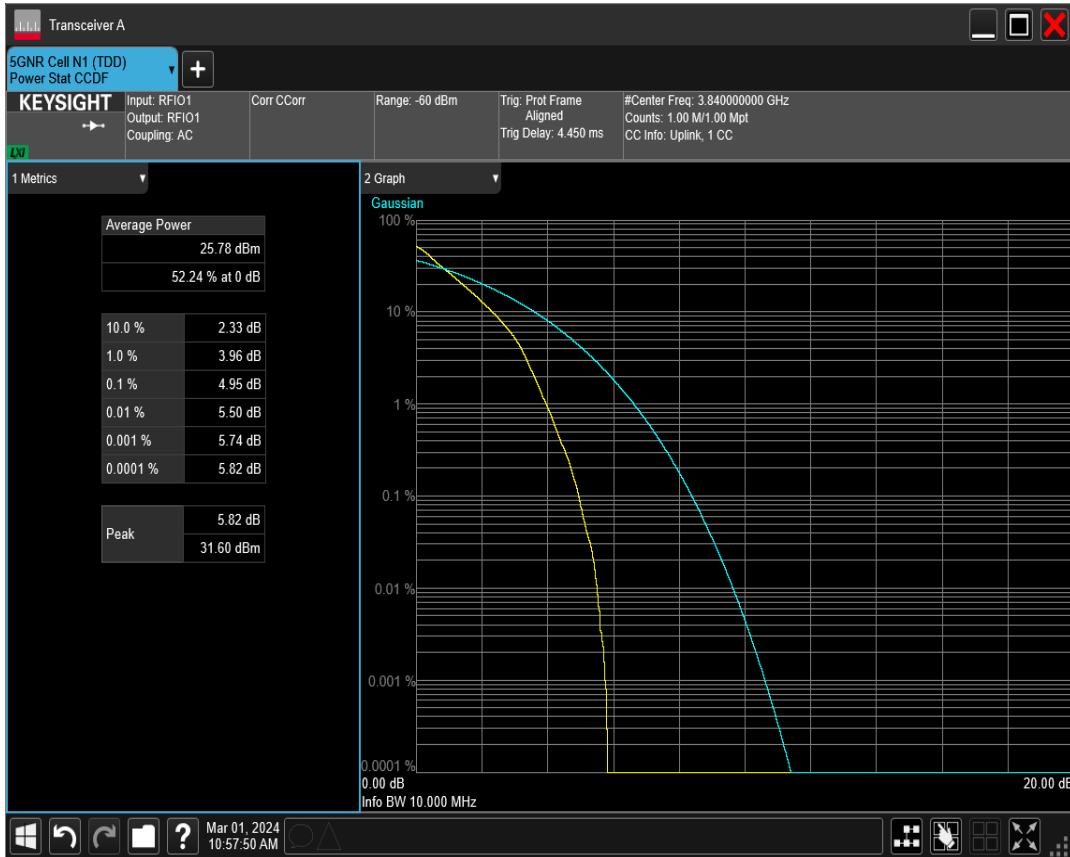 Transceiver A
5GNR Cell N1 (TDD)
Power Stat CCDF
+
KEYSIGHT
LXI
Input: RFIO1
Output: RFIO1
Coupling: AC
Corr CCorr
Range: -60 dBm
Trig: Prot Frame
Aligned
Trig Delay: 4.450 ms
#Center Freq: 3.840000000 GHz
Counts: 1.00 M/1.00 Mpt
CC Info: Uplink, 1 CC
1 Metrics
Average Power
25.78 dBm
52.24 % at 0 dB
10.0 % 2.33 dB
1.0 % 3.96 dB
0.1 % 4.95 dB
0.01 % 5.50 dB
0.001 % 5.74 dB
0.0001 % 5.82 dB
Peak
5.82 dB
31.60 dBm
2 Graph
Gaussian
100 %
10 %
1 %
0.1 %
0.01 %
0.001 %
0.0001 %
0.00 dB 20.00 dB
Info BW 10.000 MHz
?
Mar 01, 2024
10:57:50 AM